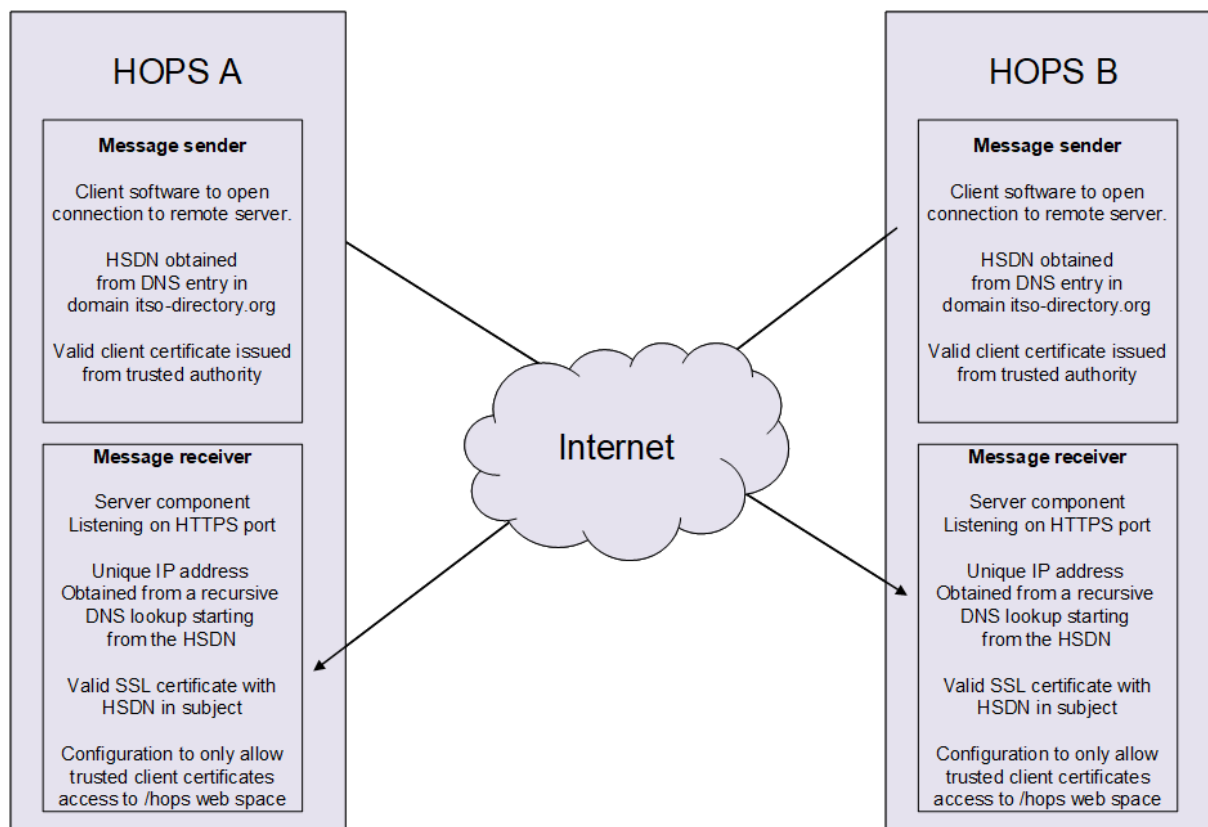 HOPS A
Message sender
Client software to open
connection to remote server.
HSDN obtained
from DNS entry in
domain itso-directory.org
Valid client certificate issued
from trusted authority
Message receiver
Server component
Listening on HTTPS port
Unique IP address
Obtained from a recursive
DNS lookup starting
from the HSDN
Valid SSL certificate with
HSDN in subject
Configuration to only allow
trusted client certificates
access to /hops web space
Internet
HOPS B
Message sender
Client software to open
connection to remote server.
HSDN obtained
from DNS entry in
domain itso-directory.org
Valid client certificate issued
from trusted authority
Message receiver
Server component
Listening on HTTPS port
Unique IP address
Obtained from a recursive
DNS lookup starting
from the HSDN
Valid SSL certificate with
HSDN in subject
Configuration to only allow
trusted client certificates
access to /hops web space